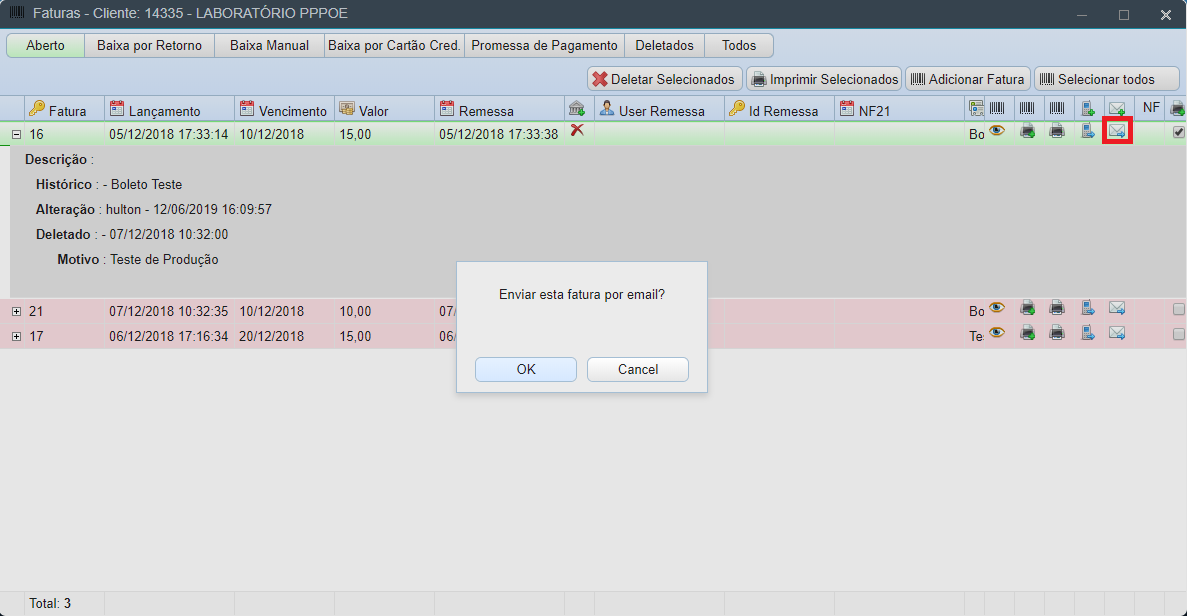 Faturas - Cliente: 14335 - LABORATÓRIO PPPOE
Aberto Baixa por Retorno Baixa Manual Baixa por Cartão Cred. Promessa de Pagamento Deletados Todos
Deletar Selecionados Imprimir Selecionados Adicionar Fatura Selecionar todos
Fatura Lançamento Vencimento Valor Remessa User Remessa Id Remessa NF21 NF
16 05/12/2018 17:33:14 10/12/2018 15,00 05/12/2018 17:33:38 Bo
Descrição :
Histórico : - Boleto Teste
Alteração : hulton - 12/06/2019 16:09:57
Deletado : - 07/12/2018 10:32:00
Motivo : Teste de Produção
Enviar esta fatura por email?
21 07/12/2018 10:32:35 10/12/2018 10,00 07/ Bo
17 06/12/2018 17:16:34 20/12/2018 15,00 06/ Te
OK Cancel
Total: 3